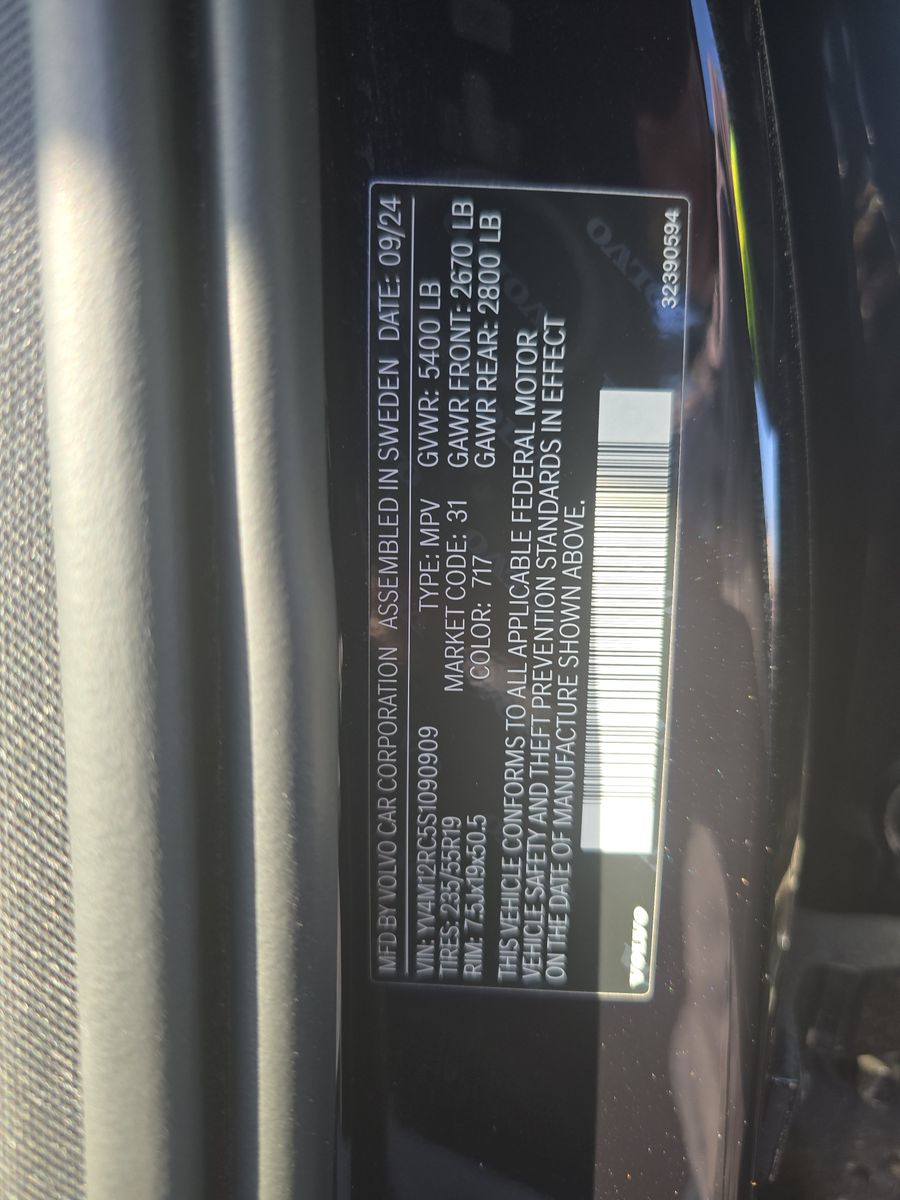 MFD BY VOLVO CAR CORPORATION ASSEMBLED IN SWEDEN DATE: 09/24
VIN: YV4M12RC5S1090909 TYPE: MPV GVWR: 5400 LB
TIRES: 235/55R19 MARKET CODE: 31 GAWR FRONT: 2670 LB
RIM: 7.5Jx19x50.5 COLOR: 717 GAWR REAR: 2800 LB
THIS VEHICLE CONFORMS TO ALL APPLICABLE FEDERAL MOTOR
VEHICLE SAFETY AND THEFT PREVENTION STANDARDS IN EFFECT
ON THE DATE OF MANUFACTURE SHOWN ABOVE.
VOLVO
32390594